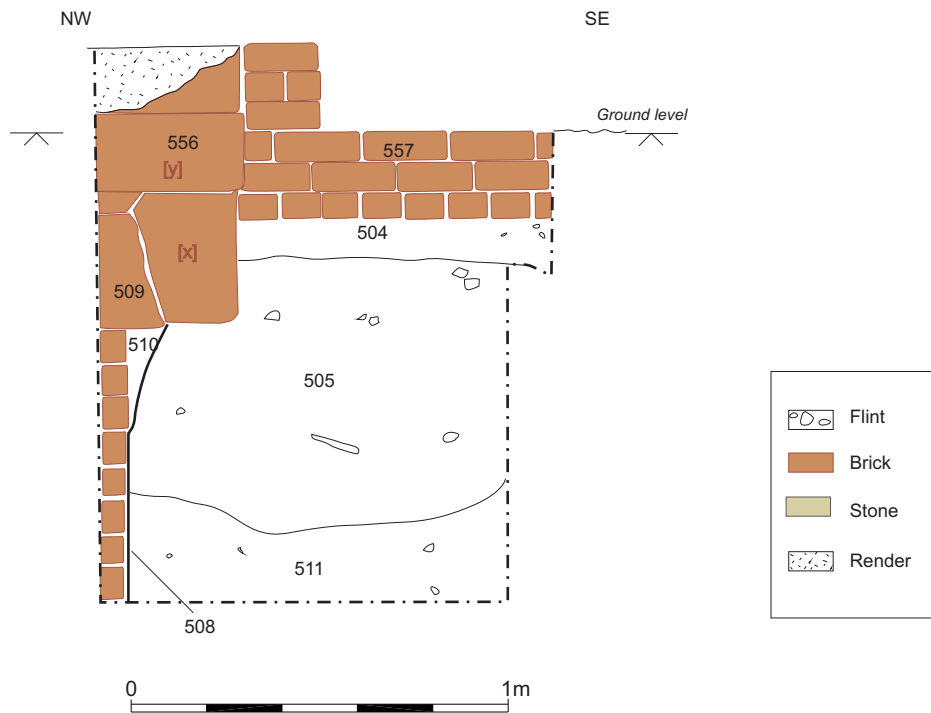 NW
SE
Ground level
556
[y]
557
504
[x]
509
510
505
511
508
Flint
Brick
Stone
Render
0
1m